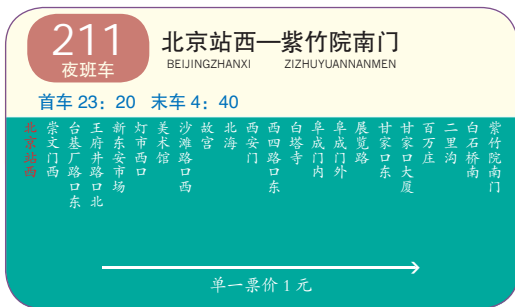 211
夜班车
北京站西—紫竹院南门
BEIJINGZHANXI ZIZHUYUANNANMEN
首车 23：20 末车 4：40
北京站西
崇文门西
台基厂路口东
王府井路口北
新东安市场
灯市西口
美术馆
沙滩路口西
故宫
北海
西安门
西四路口东
白塔寺
阜成门内
阜成门外
展览路
甘家口东
甘家口大厦
百万庄
二里沟
白石桥南
紫竹院南门
单一票价 1 元